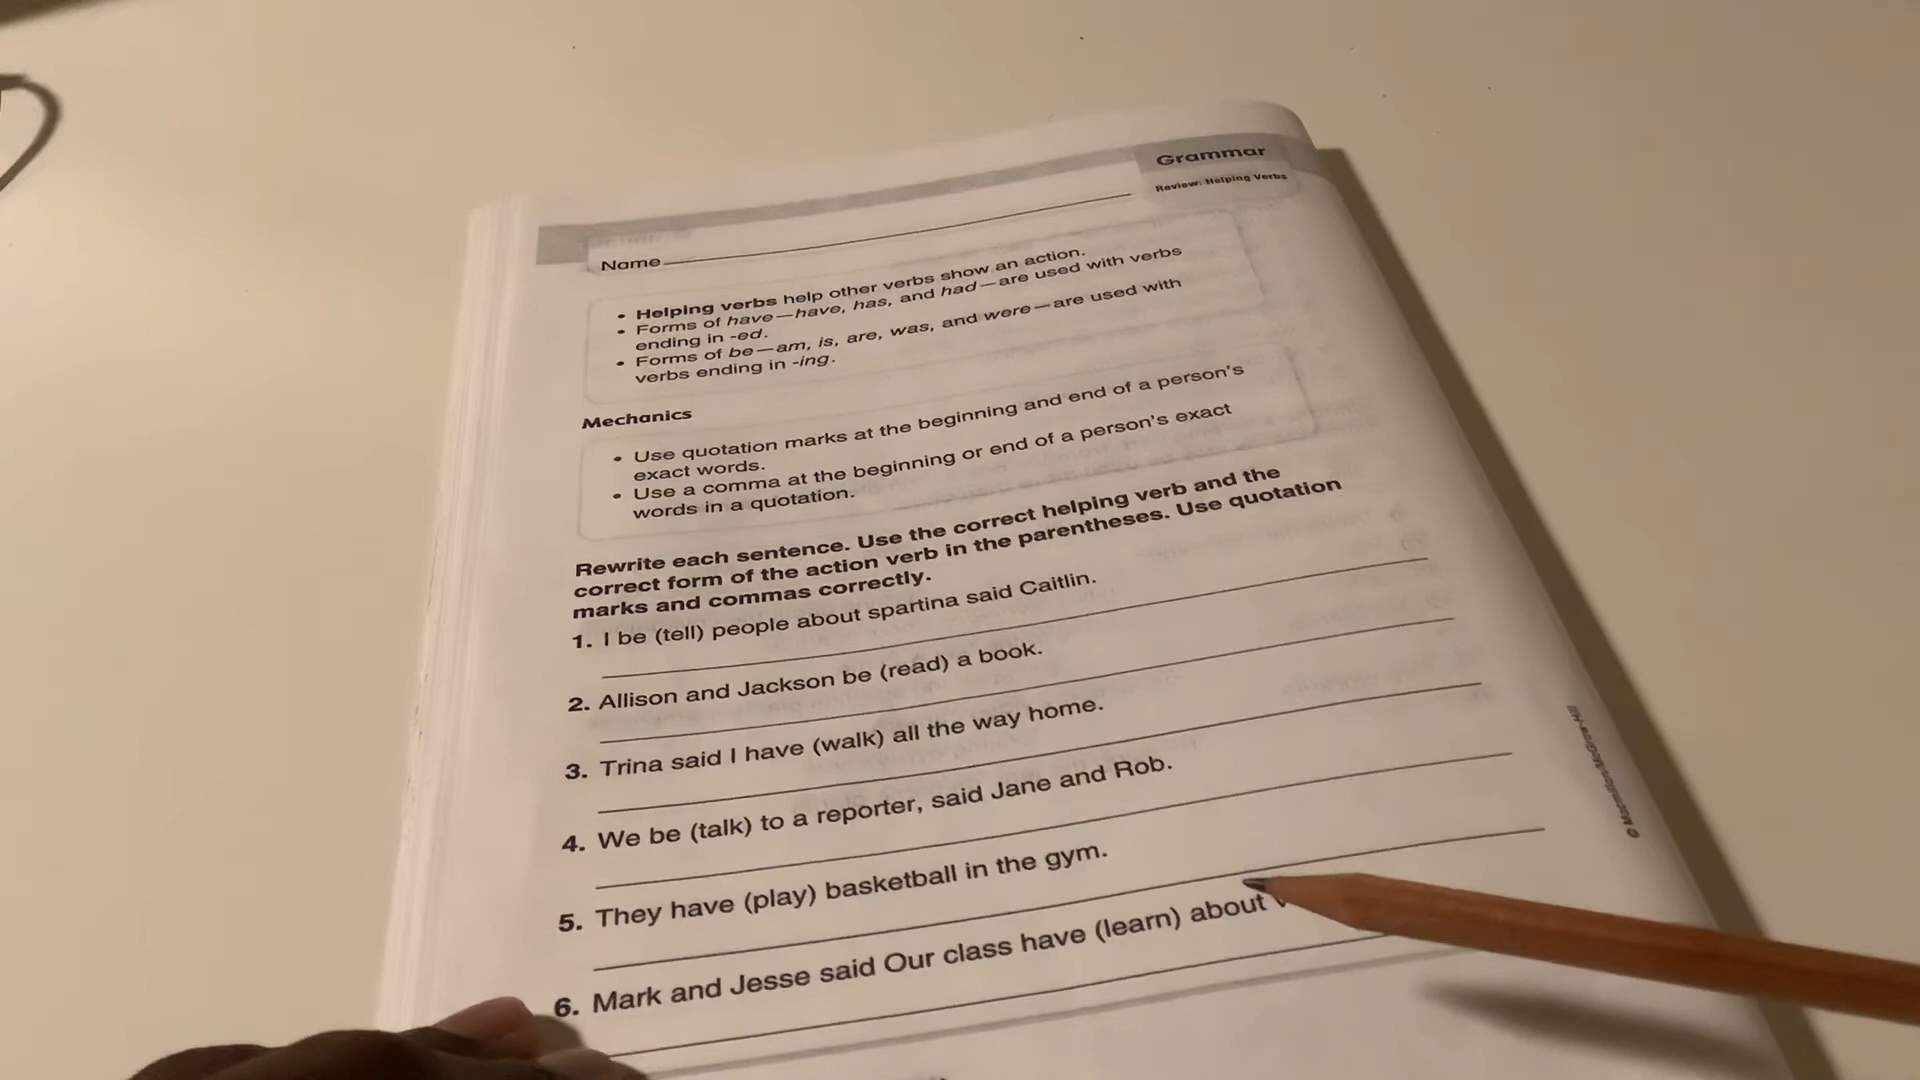 Grammar
Review: Helping Verbs
Name
• Helping verbs help other verbs show an action.
• Forms of have—have, has, and had—are used with verbs
ending in -ed.
• Forms of be—am, is, are, was, and were—are used with
verbs ending in -ing.
Mechanics
• Use quotation marks at the beginning and end of a person's
exact words.
• Use a comma at the beginning or end of a person's exact
words in a quotation.
Rewrite each sentence. Use the correct helping verb and the
correct form of the action verb in the parentheses. Use quotation
marks and commas correctly.
1. I be (tell) people about spartina said Caitlin.
2. Allison and Jackson be (read) a book.
3. Trina said I have (walk) all the way home.
4. We be (talk) to a reporter, said Jane and Rob.
5. They have (play) basketball in the gym.
6. Mark and Jesse said Our class have (learn) about
© Macmillan/McGraw-Hill